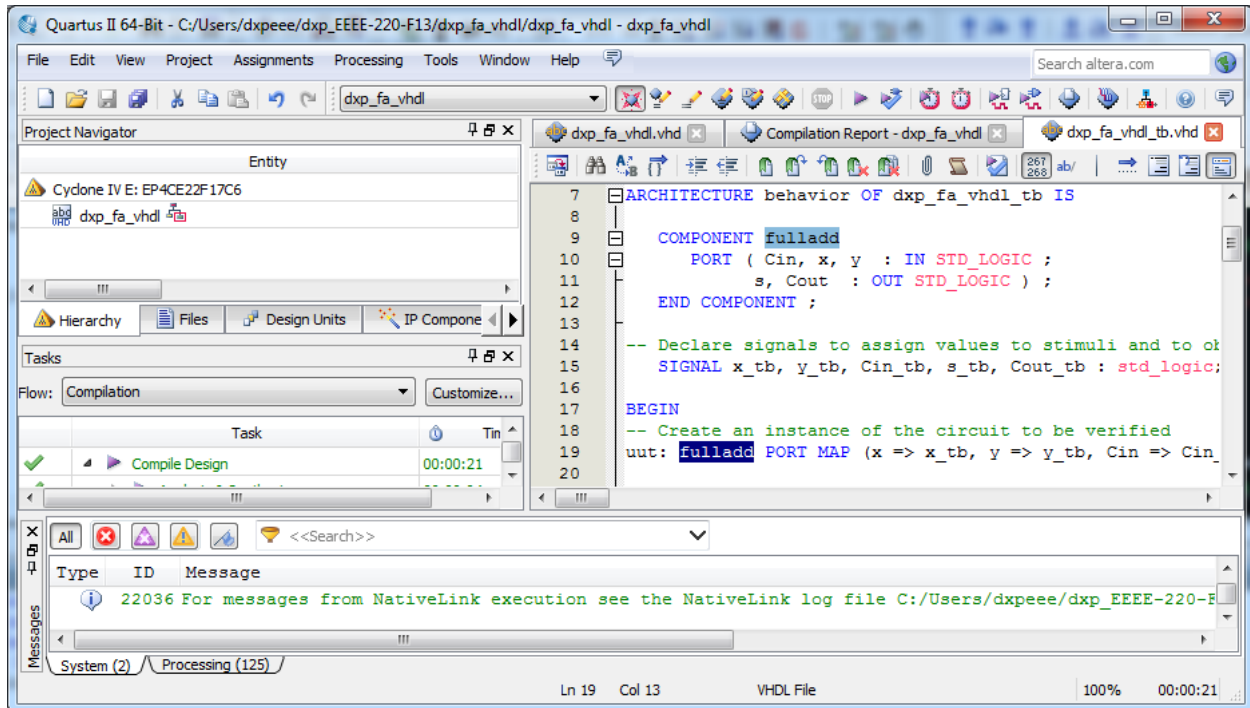 Quartus II 64-Bit - C:/Users/dxpeee/dxp_EEEE-220-F13/dxp_fa_vhdl/dxp_fa_vhdl - dxp_fa_vhdl
File Edit View Project Assignments Processing Tools Window Help
Search altera.com
dxp_fa_vhdl
STOP
Project Navigator
Entity
Cyclone IV E: EP4CE22F17C6
abd VHD dxp_fa_vhdl
Hierarchy Files Design Units IP Compone
Tasks
Flow: Compilation Customize...
Task Tin
Compile Design 00:00:21
dxp_fa_vhdl.vhd Compilation Report - dxp_fa_vhdl dxp_fa_vhdl_tb.vhd
267 268 ab/
7 ARCHITECTURE behavior OF dxp_fa_vhdl_tb IS
8
9 COMPONENT fulladd
10 PORT ( Cin, x, y : IN STD_LOGIC ;
11 s, Cout : OUT STD_LOGIC ) ;
12 END COMPONENT ;
13
14 -- Declare signals to assign values to stimuli and to ob
15 SIGNAL x_tb, y_tb, Cin_tb, s_tb, Cout_tb : std_logic;
16
17 BEGIN
18 -- Create an instance of the circuit to be verified
19 uut: fulladd PORT MAP (x => x_tb, y => y_tb, Cin => Cin_
20
All <<Search>>
Type ID Message
22036 For messages from NativeLink execution see the NativeLink log file C:/Users/dxpeee/dxp_EEEE-220-F
Messages
System (2) Processing (125)
Ln 19 Col 13 VHDL File 100% 00:00:21